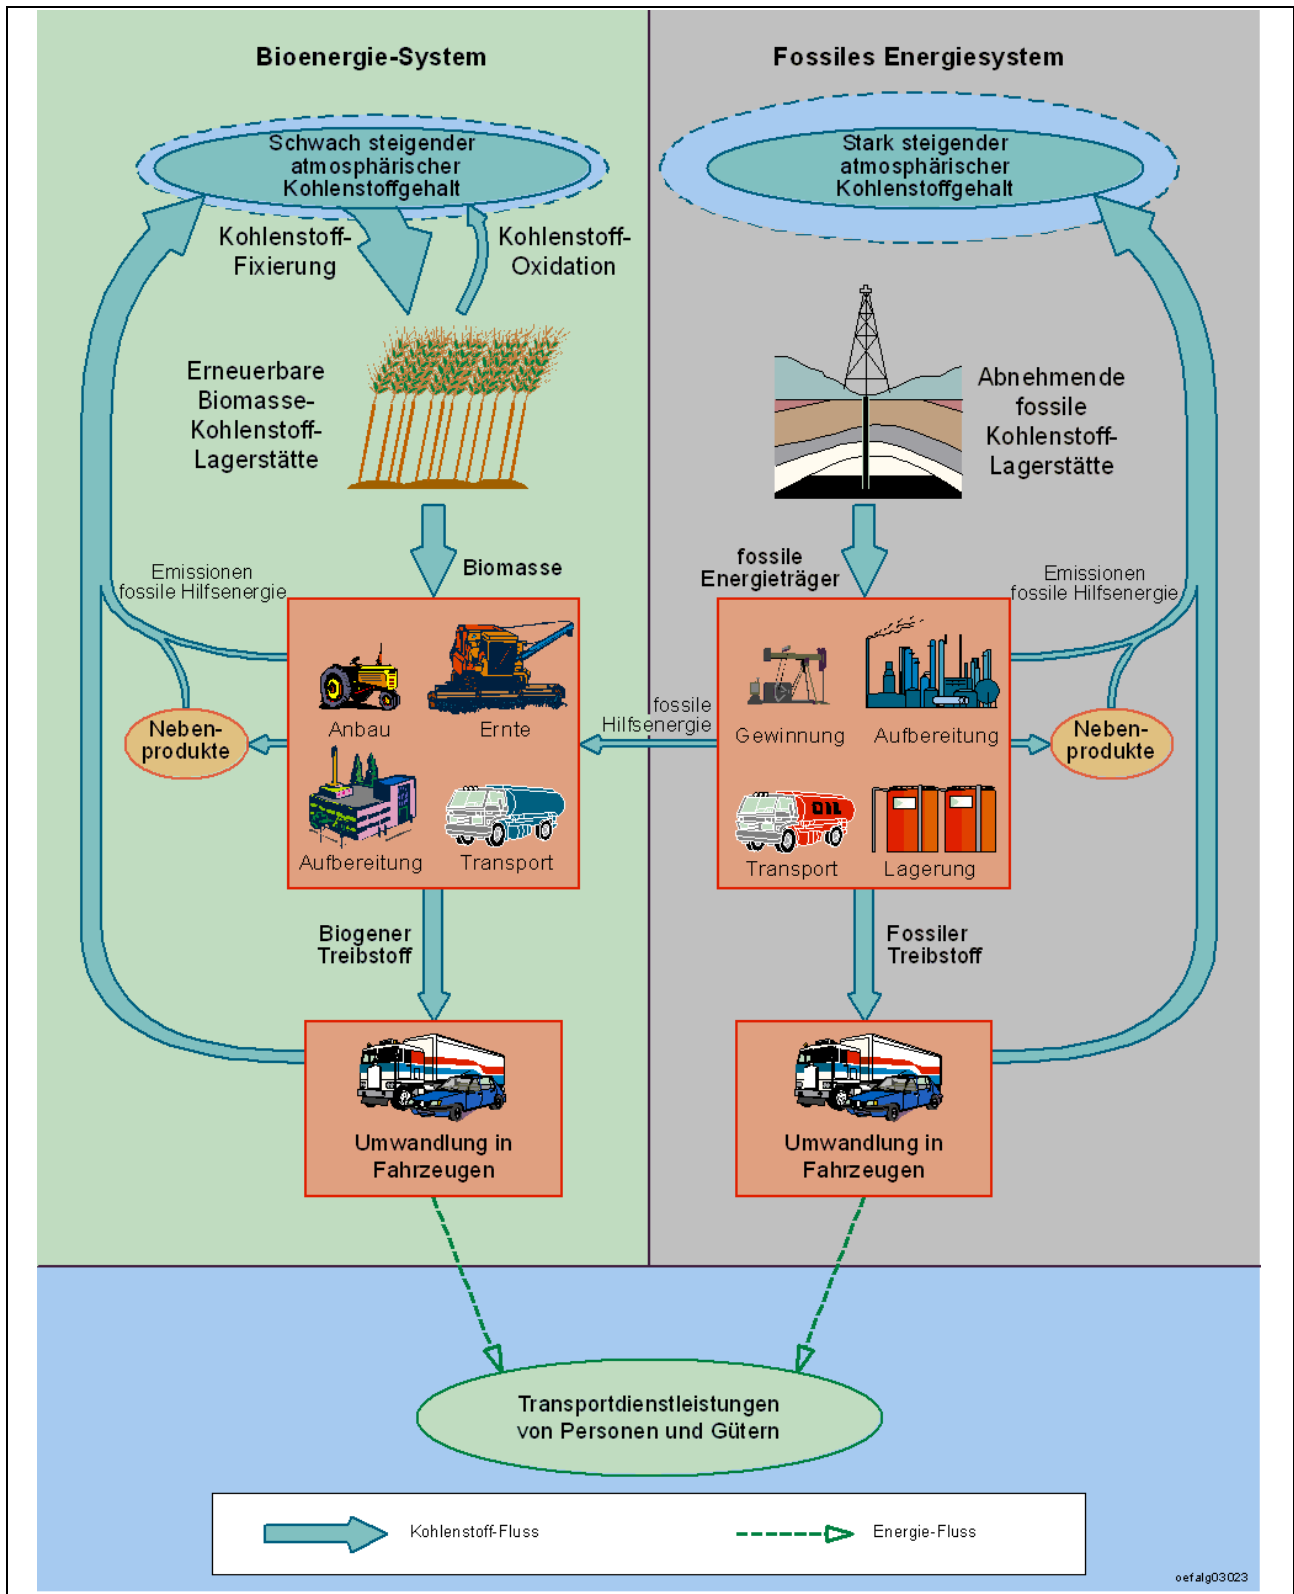 Bioenergie-System
Fossiles Energiesystem
Schwach steigender
atmosphärischer
Kohlenstoffgehalt
Stark steigender
atmosphärischer
Kohlenstoffgehalt
Kohlenstoff-
Fixierung
Kohlenstoff-
Oxidation
Erneuerbare
Biomasse-
Kohlenstoff-
Lagerstätte
Abnehmende
fossile
Kohlenstoff-
Lagerstätte
Biomasse
fossile
Energieträger
Emissionen
fossile Hilfsenergie
Emissionen
fossile Hilfsenergie
Anbau
Ernte
Aufbereitung
Transport
Neben-
produkte
fossile
Hilfsenergie
Gewinnung
Aufbereitung
OIL
Transport
Lagerung
Neben-
produkte
Biogener
Treibstoff
Fossiler
Treibstoff
Umwandlung in
Fahrzeugen
Umwandlung in
Fahrzeugen
Transportdienstleistungen
von Personen und Gütern
Kohlenstoff-Fluss
Energie-Fluss
oefalg03023